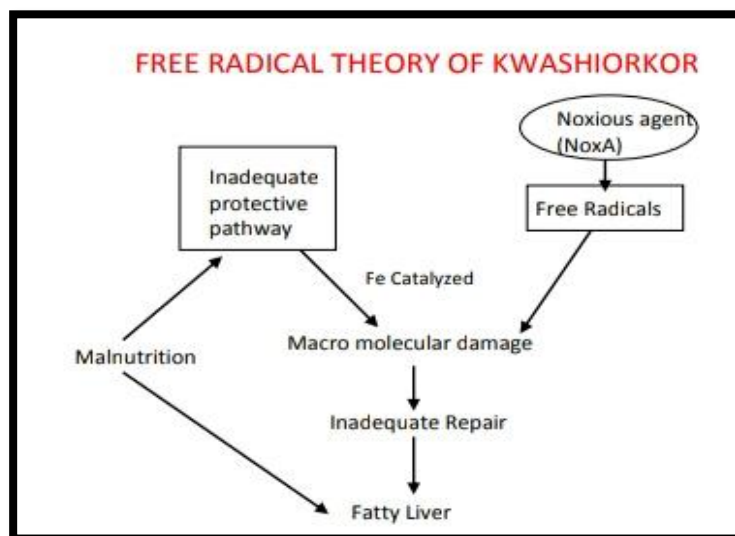 FREE RADICAL THEORY OF KWASHIORKOR
Noxious agent
(NoxA)
Inadequate
protective
pathway
Free Radicals
Fe Catalyzed
Macro molecular damage
Malnutrition
Inadequate Repair
Fatty Liver